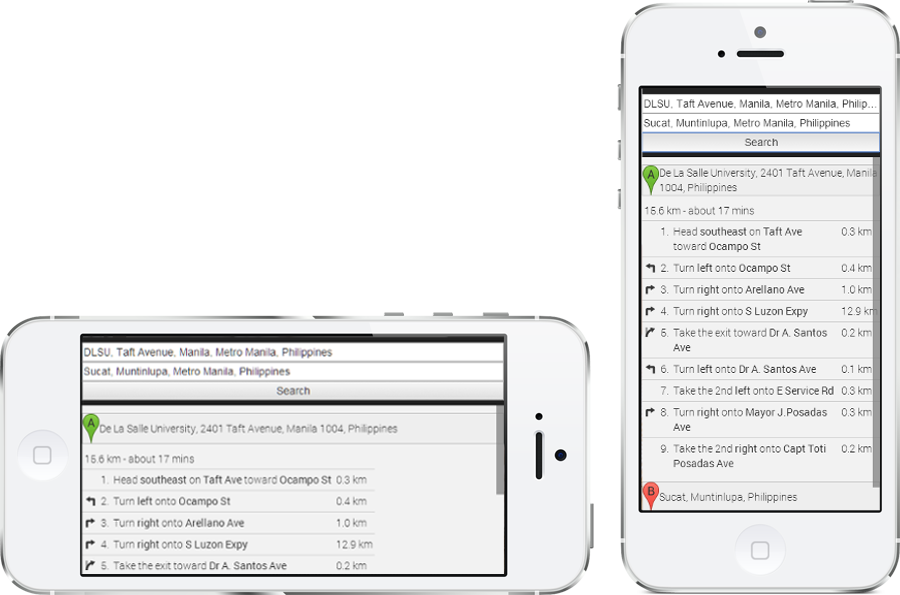 DLSU, Taft Avenue, Manila, Metro Manila, Philippines
Sucat, Muntinlupa, Metro Manila, Philippines
Search
A
De La Salle University, 2401 Taft Avenue, Manila 1004, Philippines
15.6 km - about 17 mins
1. Head southeast on Taft Ave toward Ocampo St 0.3 km
2. Turn left onto Ocampo St 0.4 km
3. Turn right onto Arellano Ave 1.0 km
4. Turn right onto S Luzon Expy 12.9 km
5. Take the exit toward Dr A. Santos Ave 0.2 km
DLSU, Taft Avenue, Manila, Metro Manila, Philip...
Sucat, Muntinlupa, Metro Manila, Philippines
Search
A
De La Salle University, 2401 Taft Avenue, Manila
1004, Philippines
15.6 km - about 17 mins
1. Head southeast on Taft Ave 0.3 km
toward Ocampo St
2. Turn left onto Ocampo St 0.4 km
3. Turn right onto Arellano Ave 1.0 km
4. Turn right onto S Luzon Expy 12.9 km
5. Take the exit toward Dr A. Santos 0.2 km
Ave
6. Turn left onto Dr A. Santos Ave 0.1 km
7. Take the 2nd left onto E Service Rd 0.3 km
8. Turn right onto Mayor J.Posadas 0.3 km
Ave
9. Take the 2nd right onto Capt Toti 0.2 km
Posadas Ave
B
Sucat, Muntinlupa, Philippines